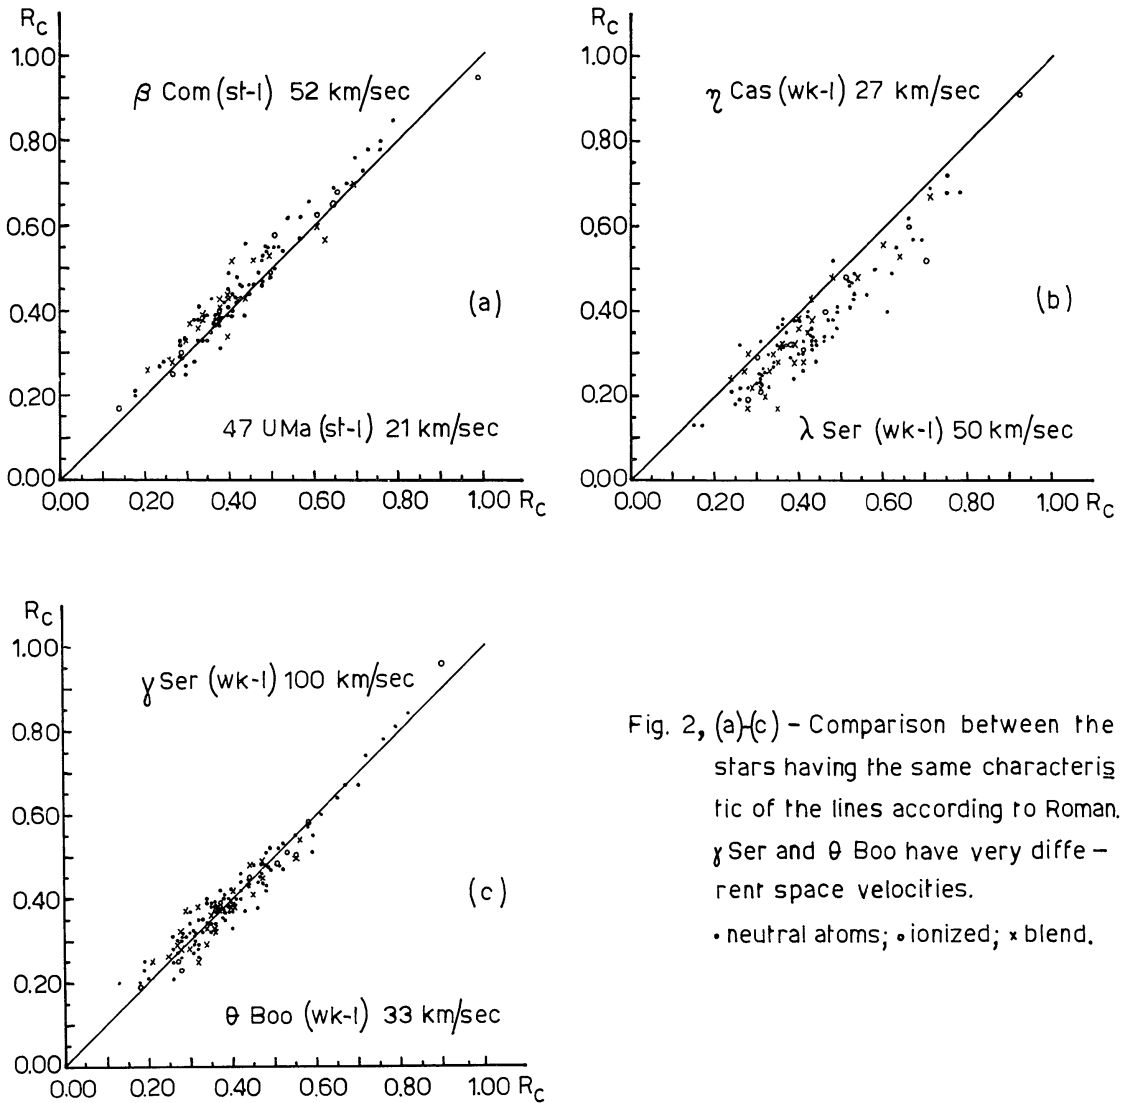 Rc
1.00
0.80
0.60
0.40
0.20
0.00
β Com (st-l) 52 km/sec
(a)
47 UMa (st-l) 21 km/sec
0.00 0.20 0.40 0.60 0.80 1.00 Rc
Rc
1.00
0.80
0.60
0.40
0.20
0.00
η Cas (wk-l) 27 km/sec
(b)
λ Ser (wk-l) 50 km/sec
0.00 0.20 0.40 0.60 0.80 1.00 Rc
Rc
1.00
0.80
0.60
0.40
0.20
0.00
γ Ser (wk-l) 100 km/sec
(c)
θ Boo (wk-l) 33 km/sec
0.00 0.20 0.40 0.60 0.80 1.00 Rc
Fig. 2, (a)-(c) – Comparison between the
stars having the same characteris
tic of the lines according to Roman.
γ Ser and θ Boo have very diffe –
rent space velocities.
• neutral atoms; o ionized; x blend.